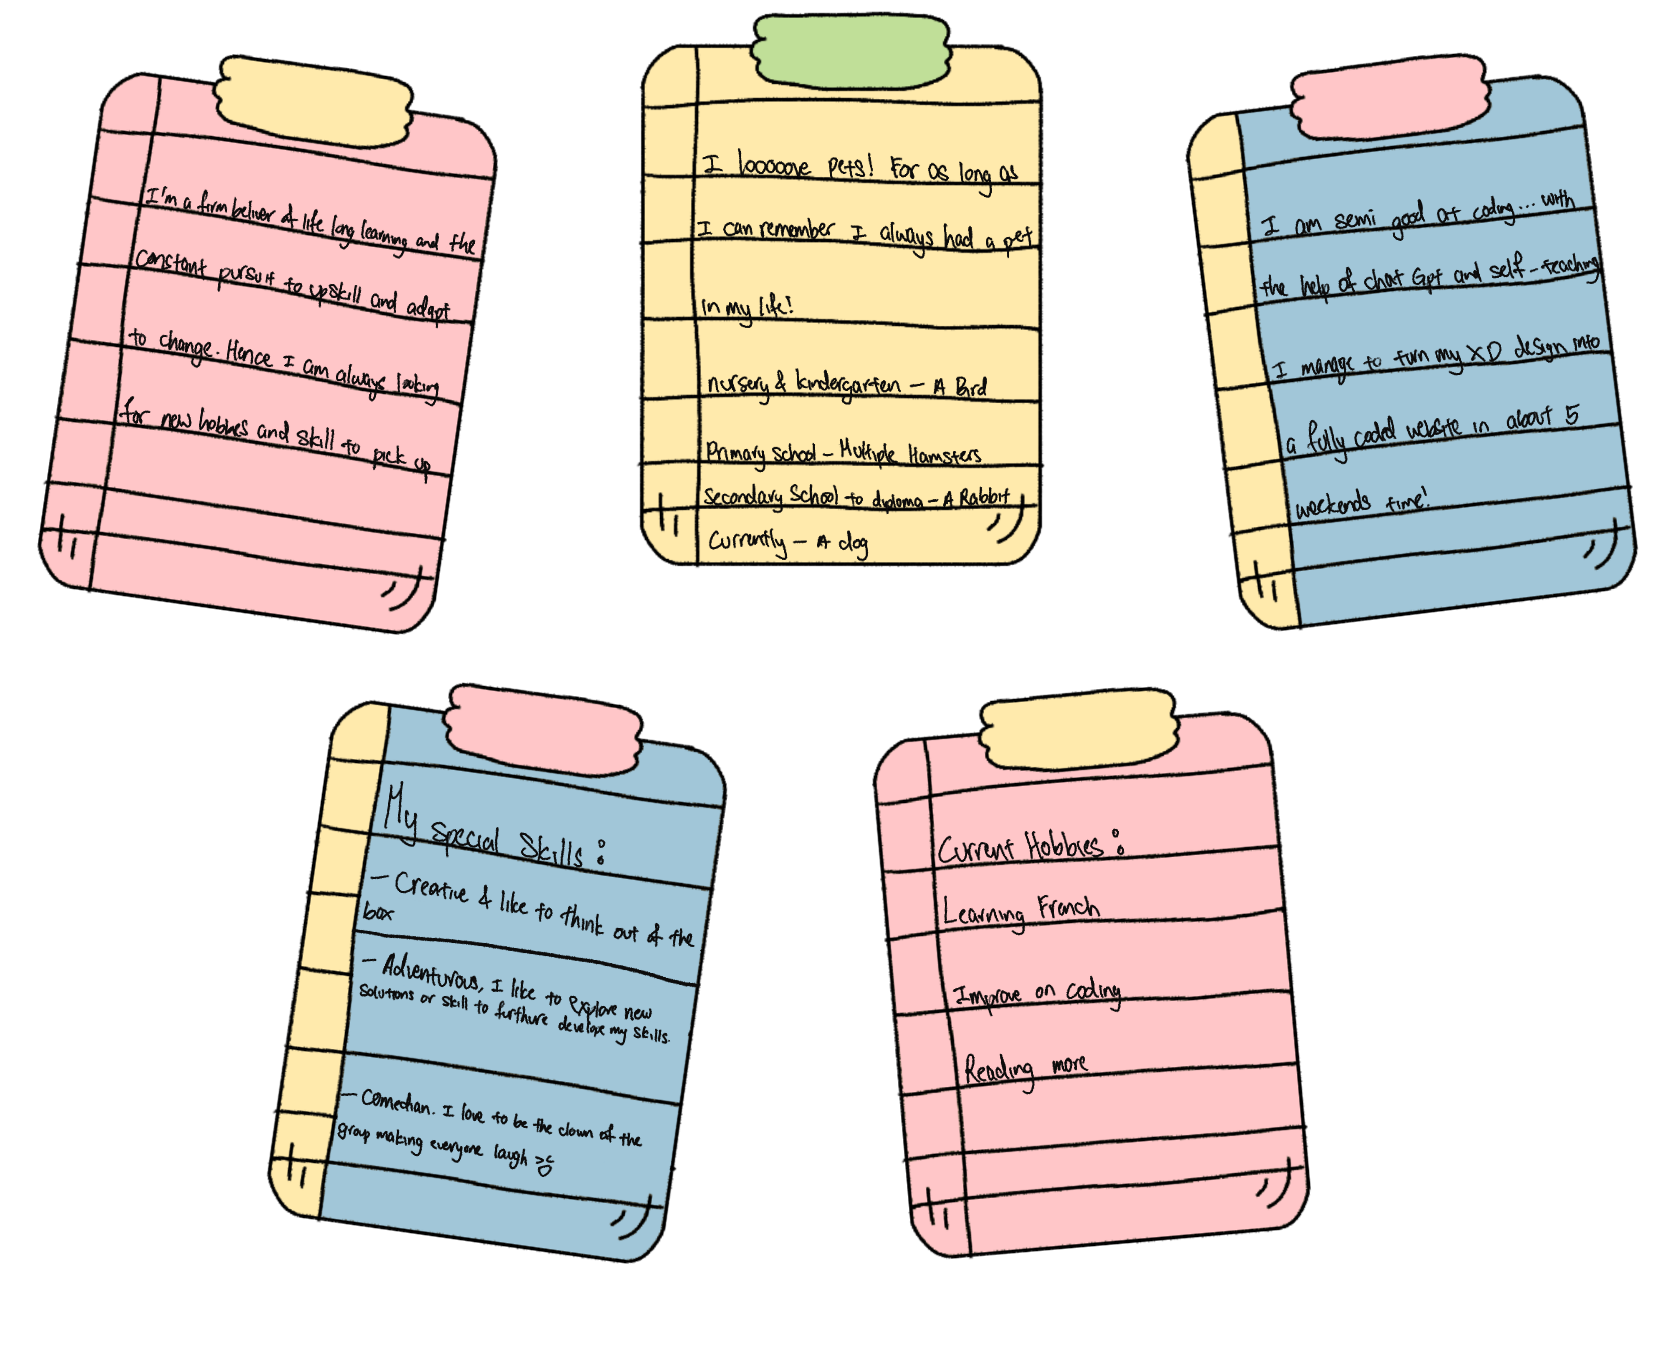 I'm a firm beliver of life long learning and the
constant pursuit to upskill and adapt
to change. Hence I am always looking
for new hobbies and skill to pick up
I looooove pets! For as long as
I can remember I always had a pet
in my life!
nursery & kindergarten - A Bird
Primary school - Multiple Hamsters
Secondary School to diploma - A Rabbit
Currently - A dog
I am semi good at coding... with
the help of chat Gpt and self-teaching
I manage to turn my XD design into
a fully coded website in about 5
weekends time!
My Special Skills:
- Creative & like to think out of the
box
- Adventurous, I like to explore new
solutions or skill to furthure develope my skills.
- Comedian. I love to be the clown of the
group making everyone laugh
Current Hobbies:
Learning French
Improve on coding
Reading more